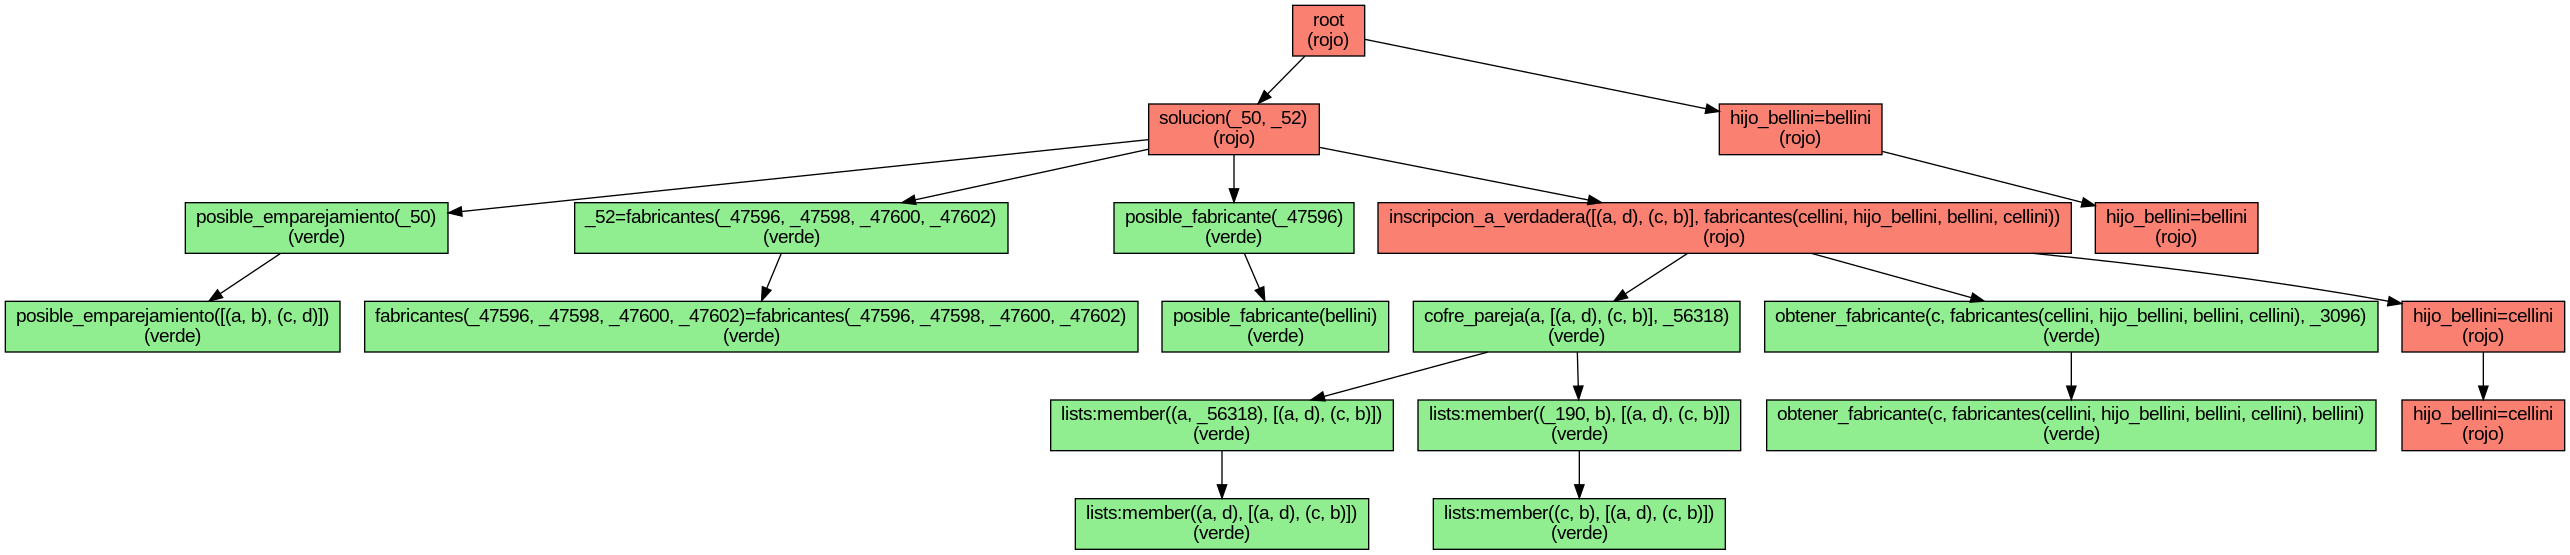 root
(rojo)
solucion(_50, _52)
(rojo)
hijo_bellini=bellini
(rojo)
posible_emparejamiento(_50)
(verde)
_52=fabricantes(_47596, _47598, _47600, _47602)
(verde)
posible_fabricante(_47596)
(verde)
inscripcion_a_verdadera([(a, d), (c, b)], fabricantes(cellini, hijo_bellini, bellini, cellini))
(rojo)
hijo_bellini=bellini
(rojo)
posible_emparejamiento([(a, b), (c, d)])
(verde)
fabricantes(_47596, _47598, _47600, _47602)=fabricantes(_47596, _47598, _47600, _47602)
(verde)
posible_fabricante(bellini)
(verde)
cofre_pareja(a, [(a, d), (c, b)], _56318)
(verde)
obtener_fabricante(c, fabricantes(cellini, hijo_bellini, bellini, cellini), _3096)
(verde)
hijo_bellini=cellini
(rojo)
lists:member((a, _56318), [(a, d), (c, b)])
(verde)
lists:member((_190, b), [(a, d), (c, b)])
(verde)
obtener_fabricante(c, fabricantes(cellini, hijo_bellini, bellini, cellini), bellini)
(verde)
hijo_bellini=cellini
(rojo)
lists:member((a, d), [(a, d), (c, b)])
(verde)
lists:member((c, b), [(a, d), (c, b)])
(verde)